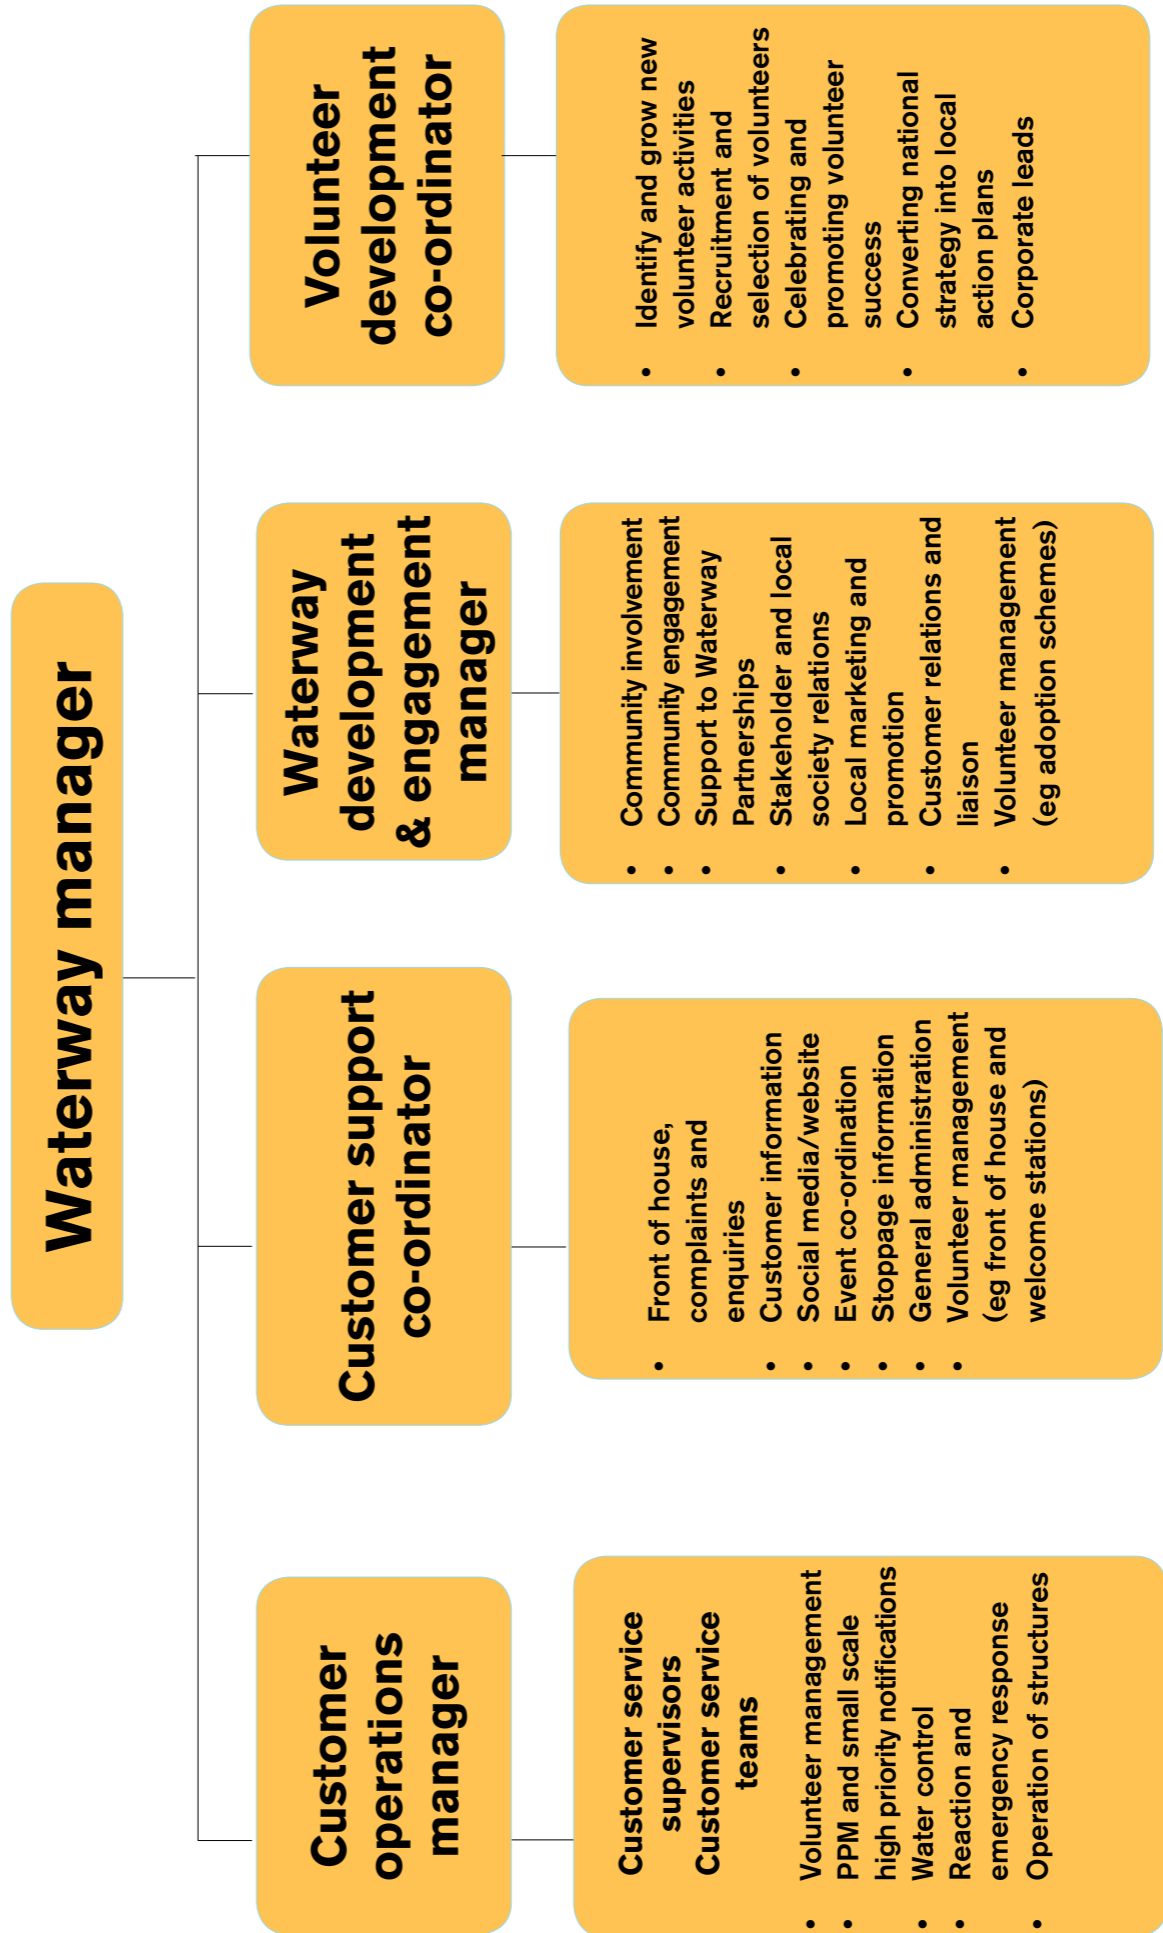 Waterway manager
Customer
operations
manager
Customer service
supervisors
Customer service
teams
• Volunteer management
• PPM and small scale
high priority notifications
• Water control
• Reaction and
emergency response
• Operation of structures
Customer support
co-ordinator
• Front of house,
complaints and
enquiries
• Customer information
• Social media/website
• Event co-ordination
• Stoppage information
• General administration
• Volunteer management
(eg front of house and
welcome stations)
Waterway
development
& engagement
manager
• Community involvement
• Community engagement
• Support to Waterway
Partnerships
• Stakeholder and local
society relations
• Local marketing and
promotion
• Customer relations and
liaison
• Volunteer management
(eg adoption schemes)
Volunteer
development
co-ordinator
• Identify and grow new
volunteer activities
• Recruitment and
selection of volunteers
• Celebrating and
promoting volunteer
success
• Converting national
strategy into local
action plans
• Corporate leads